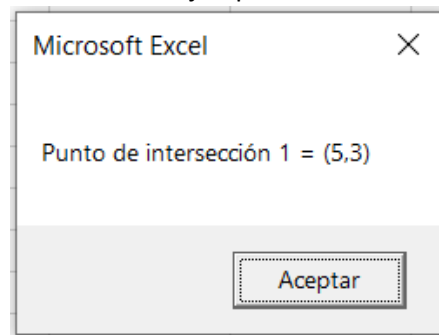 Microsoft Excel
Punto de intersección 1 = (5,3)
Aceptar